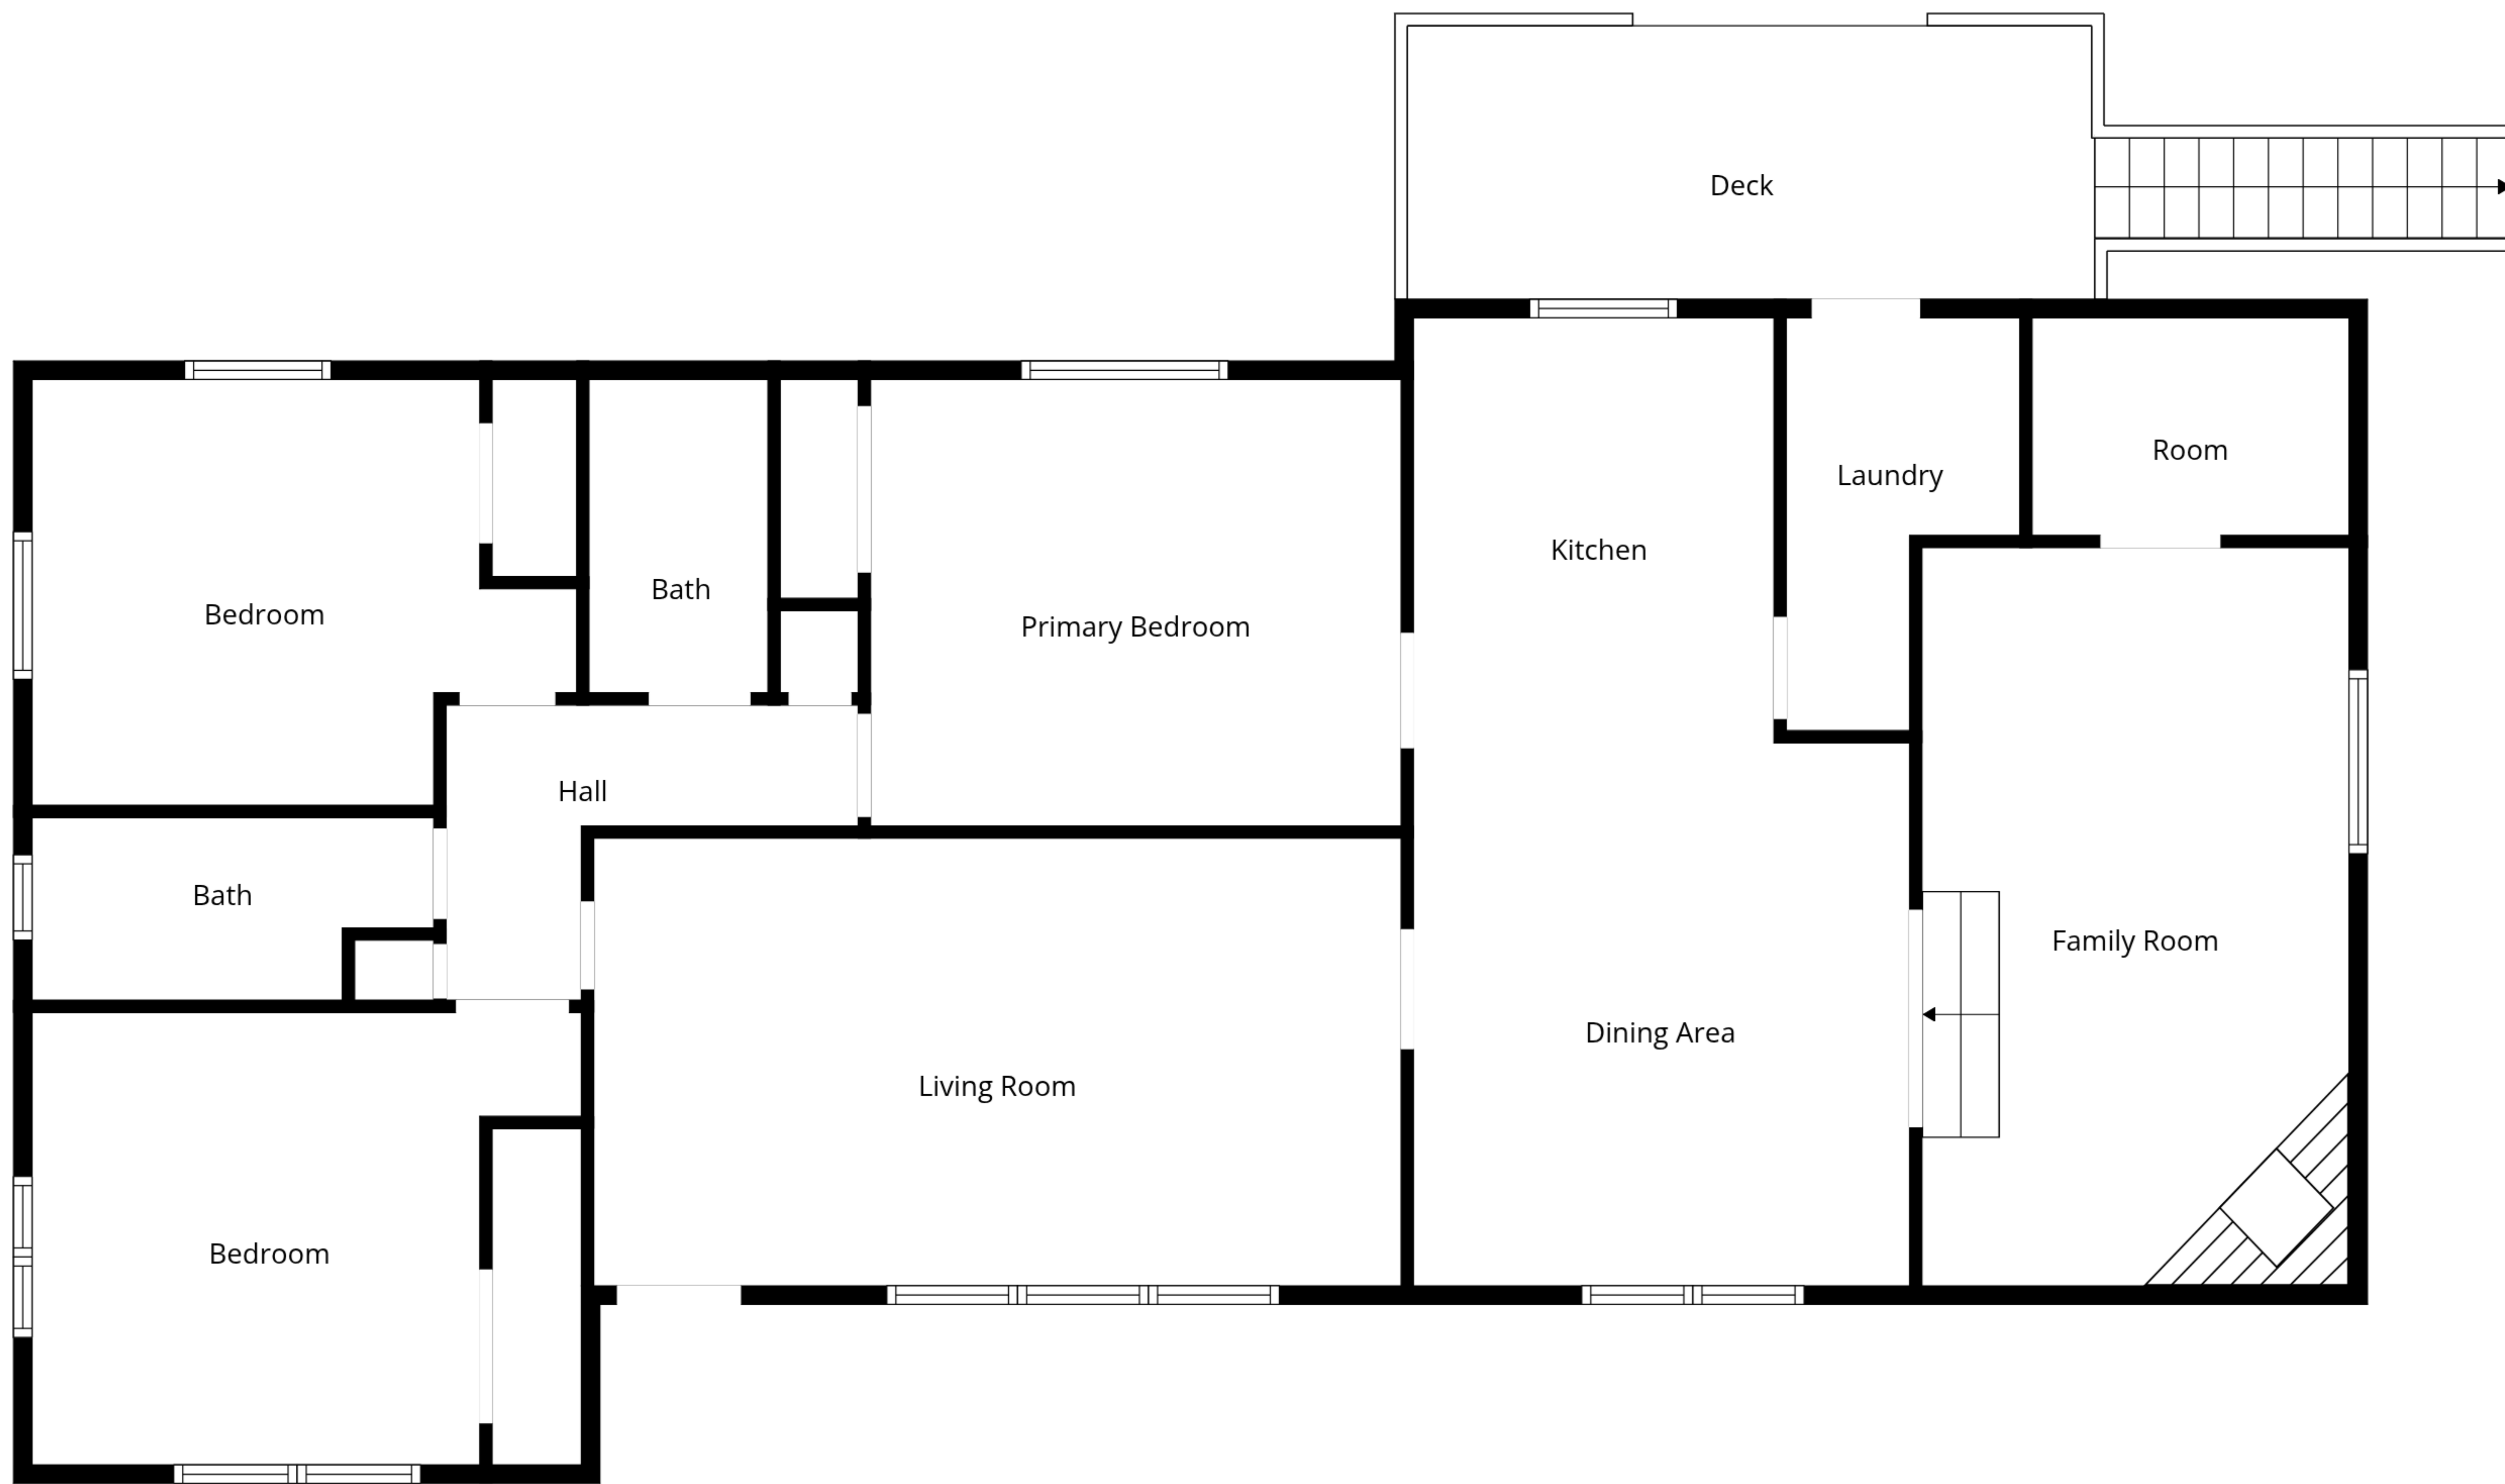 Deck
Room
Laundry
Kitchen
Bath
Bedroom
Primary Bedroom
Hall
Bath
Family Room
Dining Area
Living Room
Bedroom